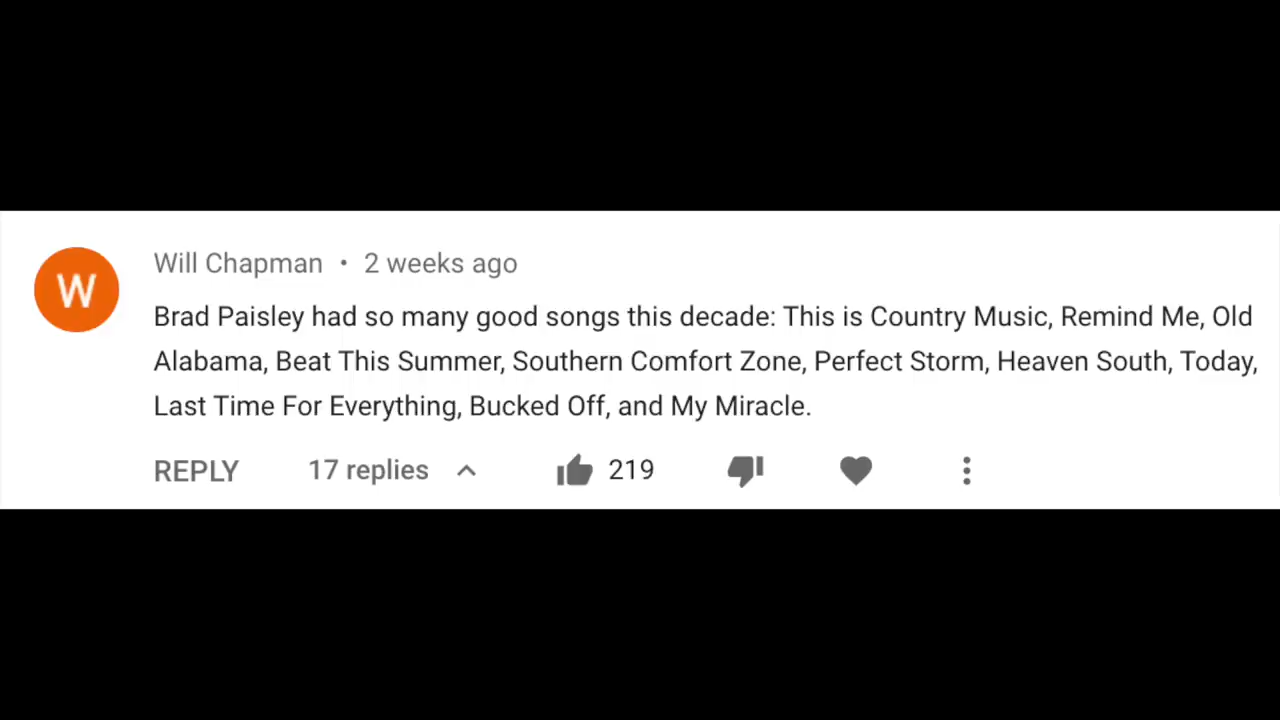 W
Will Chapman • 2 weeks ago
Brad Paisley had so many good songs this decade: This is Country Music, Remind Me, Old
Alabama, Beat This Summer, Southern Comfort Zone, Perfect Storm, Heaven South, Today,
Last Time For Everything, Bucked Off, and My Miracle.
REPLY 17 replies 219